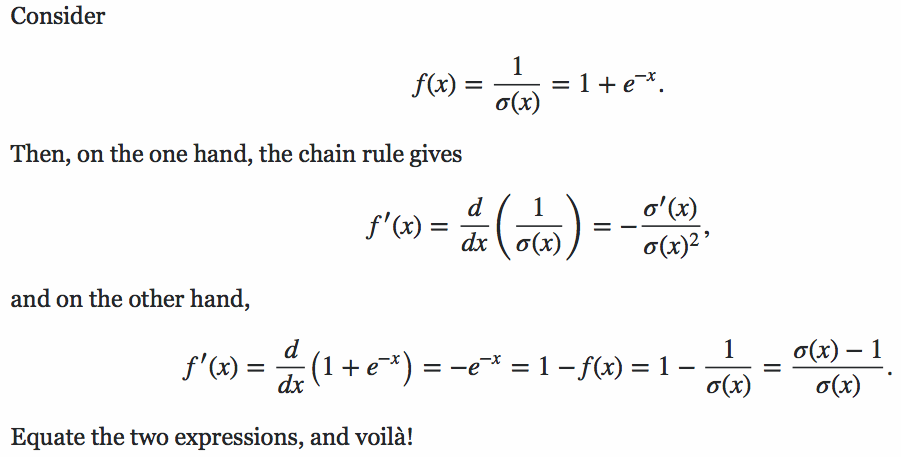 Consider
f(x) = 1/σ(x) = 1 + e^{−x}.
Then, on the one hand, the chain rule gives
f′(x) = d/dx (1/σ(x)) = −σ′(x)/σ(x)²,
and on the other hand,
f′(x) = d/dx (1 + e^{−x}) = −e^{−x} = 1 − f(x) = 1 − 1/σ(x) = (σ(x) − 1)/σ(x).
Equate the two expressions, and voilà!